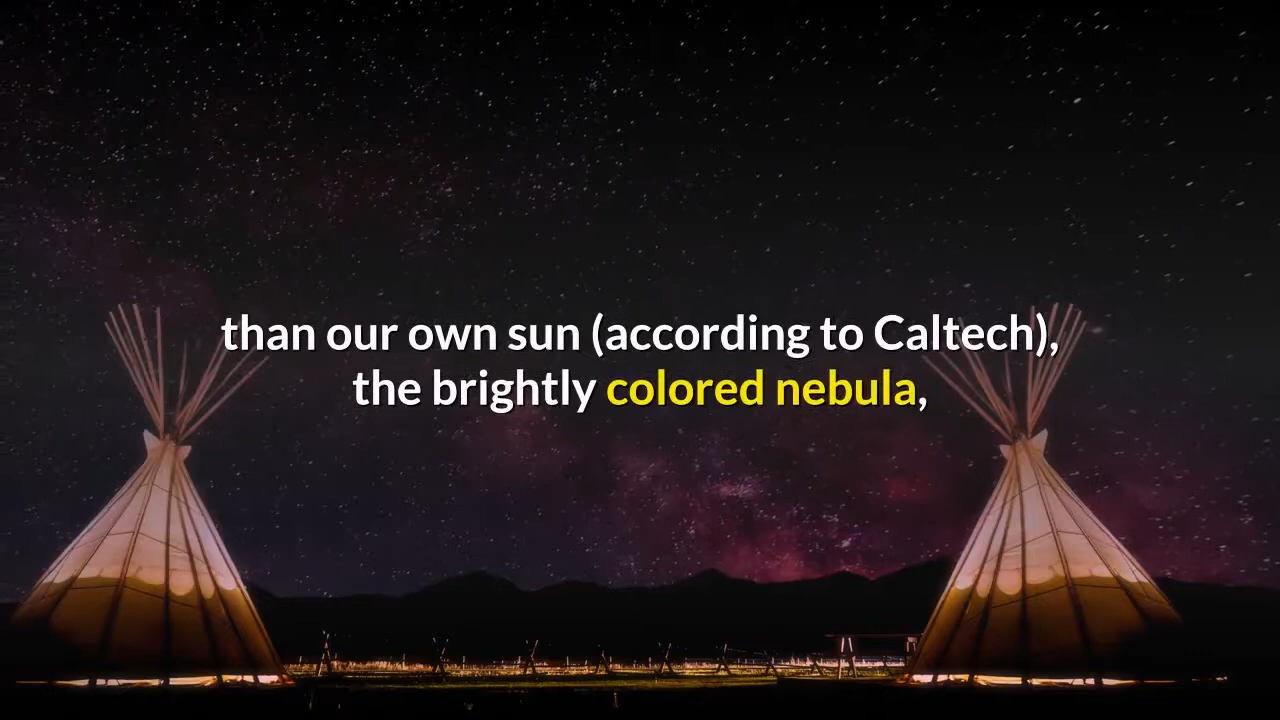 than our own sun (according to Caltech),
the brightly colored nebula,